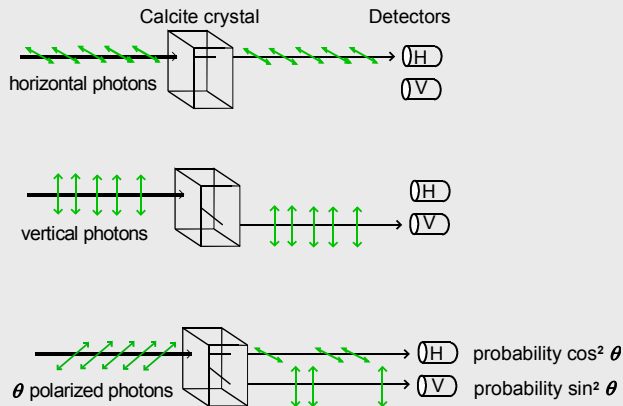 Calcite crystal Detectors
H
horizontal photons
V
H
V
vertical photons
H probability cos² θ
θ polarized photons V probability sin² θ